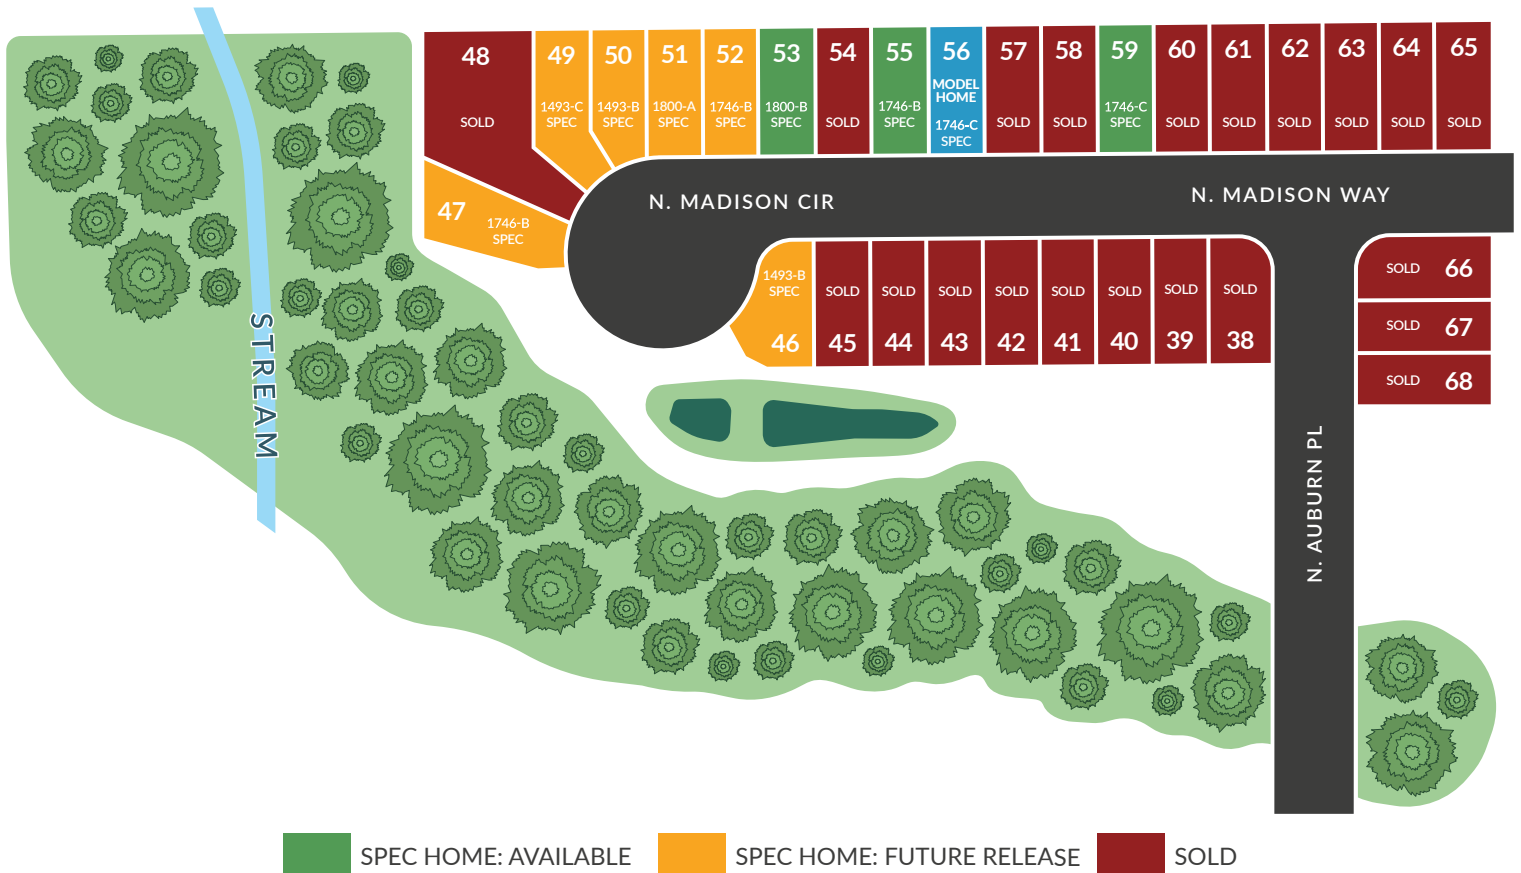 48
SOLD
49
1493-C
SPEC
50
1493-B
SPEC
51
1800-A
SPEC
52
1746-B
SPEC
53
1800-B
SPEC
54
SOLD
55
1746-B
SPEC
56
MODEL
HOME
1746-C
SPEC
57
SOLD
58
SOLD
59
1746-C
SPEC
60
SOLD
61
SOLD
62
SOLD
63
SOLD
64
SOLD
65
SOLD
47
1746-B
SPEC
N. MADISON CIR
N. MADISON WAY
1493-B
SPEC
46
SOLD
45
SOLD
44
SOLD
43
SOLD
42
SOLD
41
SOLD
40
SOLD
39
SOLD
38
SOLD 66
SOLD 67
SOLD 68
STREAM
N. AUBURN PL
SPEC HOME: AVAILABLE
SPEC HOME: FUTURE RELEASE
SOLD